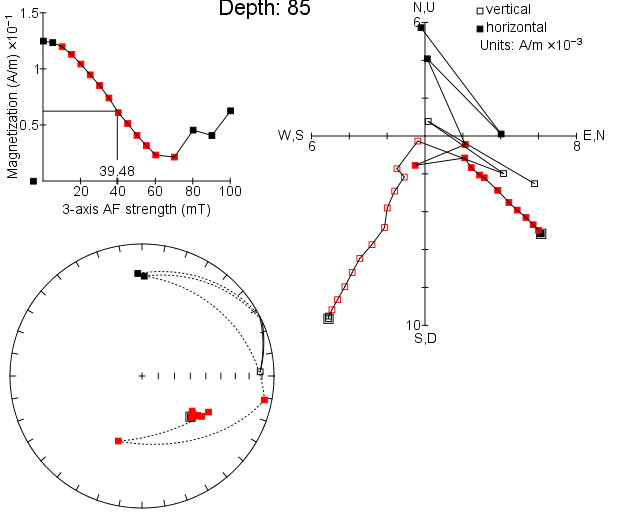 Depth: 85
Magnetization (A/m) ×10⁻¹
1.5
1
0.5
39.48
20 40 60 80 100
3-axis AF strength (mT)
N,U
6
vertical
horizontal
Units: A/m ×10⁻³
W,S
E,N
6
8
10
S,D